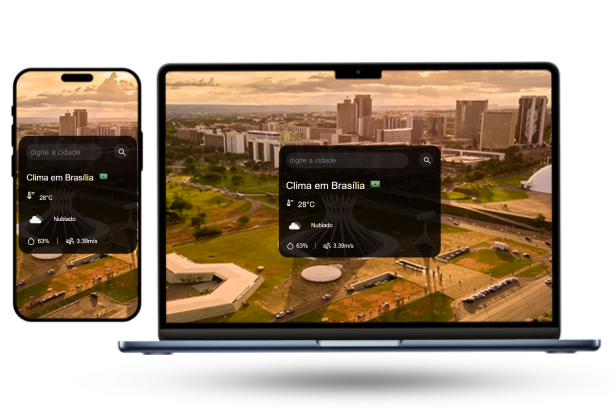 digite a cidade
Clima em Brasília
28°C
Nublado
63% | 3.39m/s
digite a cidade
Clima em Brasília
28°C
Nublado
63% | 3.39m/s